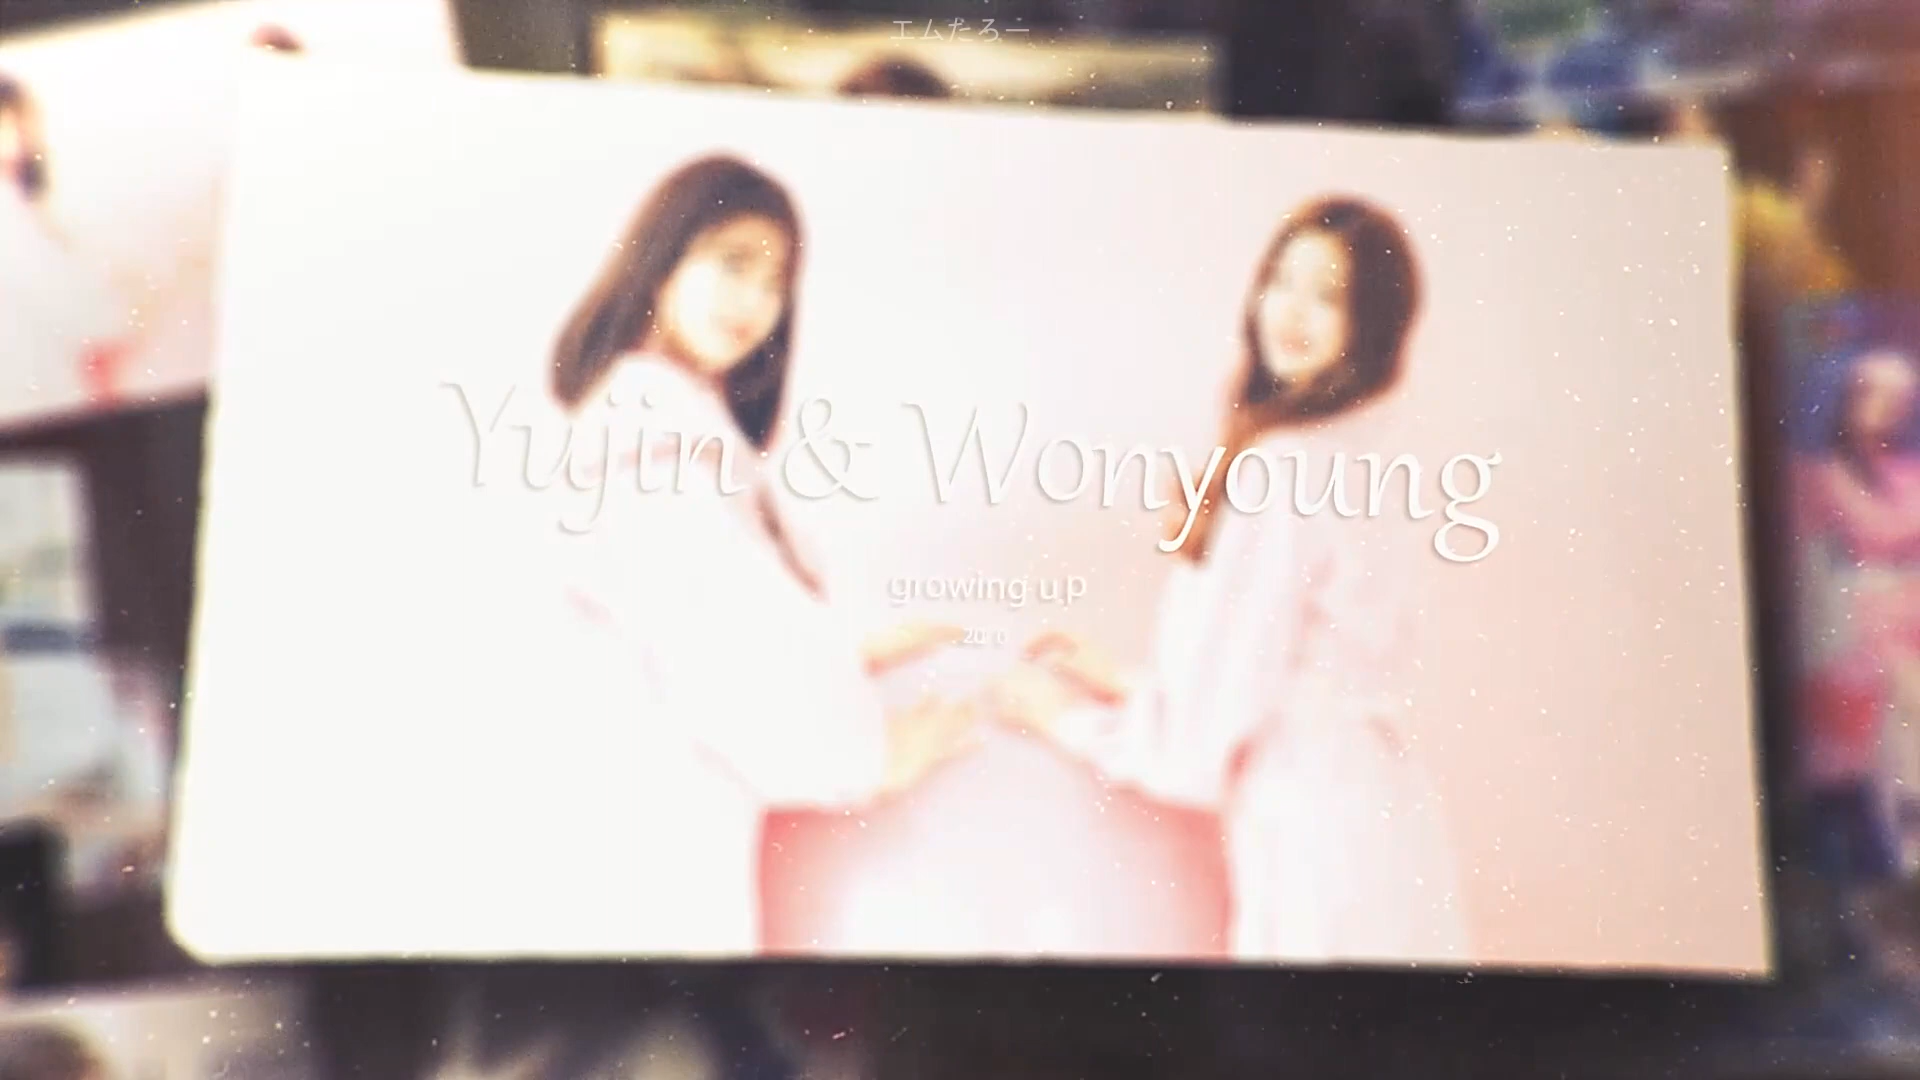 エムたろー
Yujin & Wonyoung
growing up